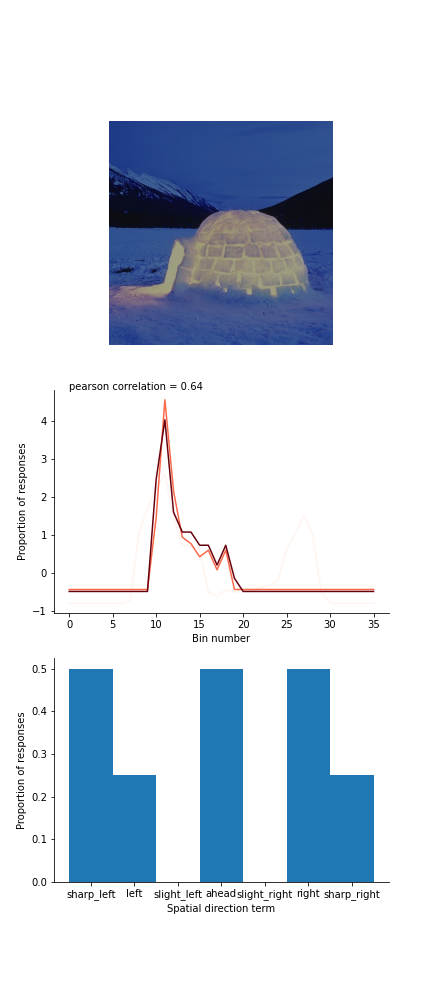 pearson correlation = 0.64
Proportion of responses
4
3
2
1
0
−1
0 5 10 15 20 25 30 35
Bin number
Proportion of responses
0.5
0.4
0.3
0.2
0.1
0.0
sharp_left left slight_left ahead slight_right right sharp_right
Spatial direction term